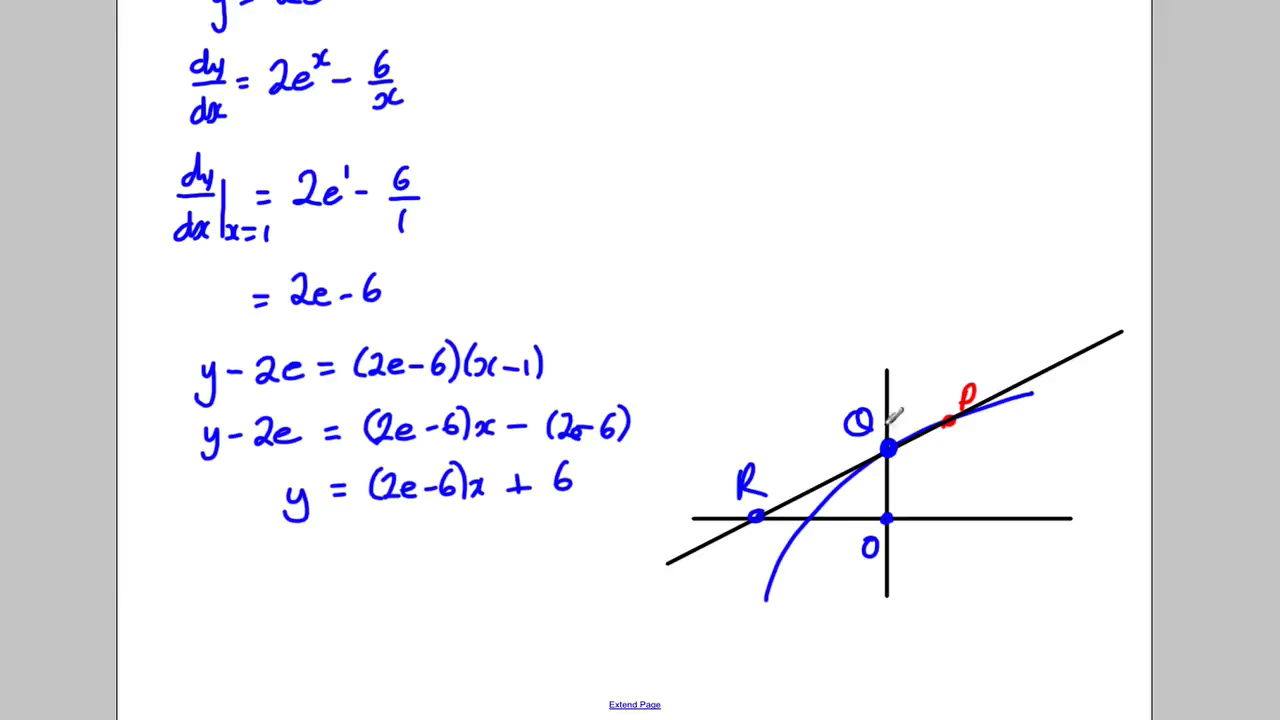 dy/dx = 2e^x - 6/x
dy/dx|x=1 = 2e^1 - 6/1
= 2e - 6
y - 2e = (2e - 6)(x - 1)
y - 2e = (2e - 6)x - (2e - 6)
y = (2e - 6)x + 6
P
Q
R
O
Extend Page